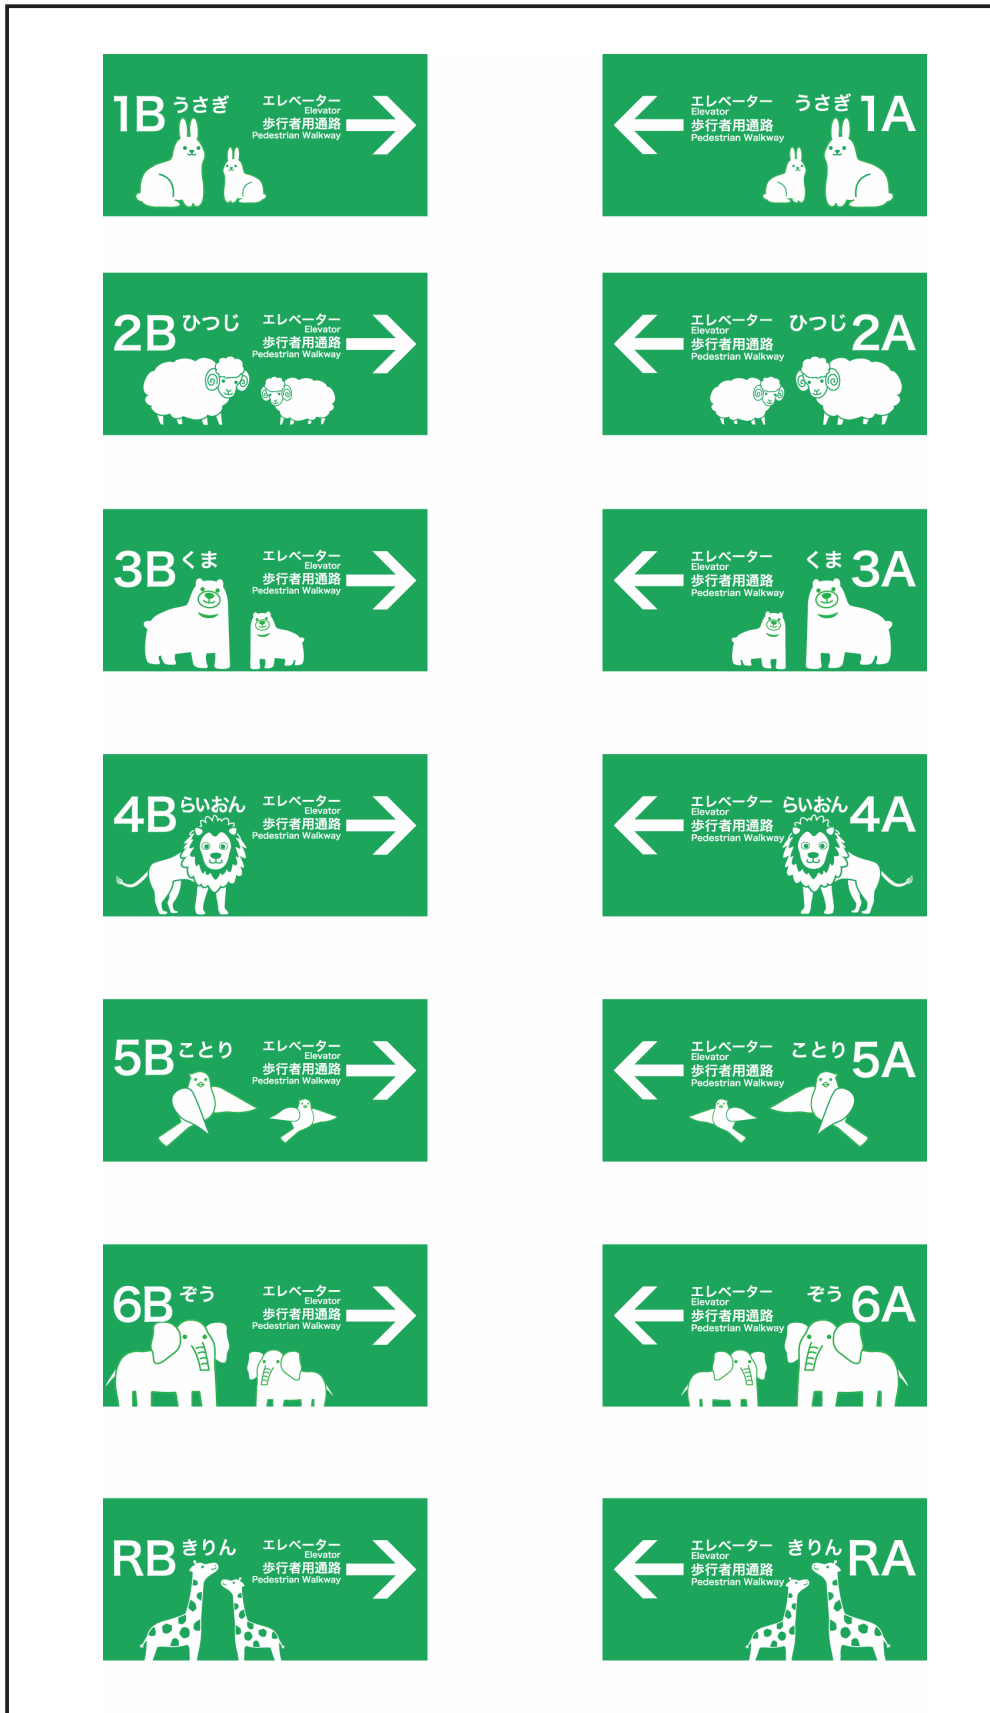 1B うさぎ
エレベーター
Elevator
歩行者用通路
Pedestrian Walkway
エレベーター
Elevator
歩行者用通路
Pedestrian Walkway
うさぎ 1A
2B ひつじ
エレベーター
Elevator
歩行者用通路
Pedestrian Walkway
エレベーター
Elevator
歩行者用通路
Pedestrian Walkway
ひつじ 2A
3B くま
エレベーター
Elevator
歩行者用通路
Pedestrian Walkway
エレベーター
Elevator
歩行者用通路
Pedestrian Walkway
くま 3A
4B らいおん
エレベーター
Elevator
歩行者用通路
Pedestrian Walkway
エレベーター
Elevator
歩行者用通路
Pedestrian Walkway
らいおん 4A
5B ことり
エレベーター
Elevator
歩行者用通路
Pedestrian Walkway
エレベーター
Elevator
歩行者用通路
Pedestrian Walkway
ことり 5A
6B ぞう
エレベーター
Elevator
歩行者用通路
Pedestrian Walkway
エレベーター
Elevator
歩行者用通路
Pedestrian Walkway
ぞう 6A
RB きりん
エレベーター
Elevator
歩行者用通路
Pedestrian Walkway
エレベーター
Elevator
歩行者用通路
Pedestrian Walkway
きりん RA